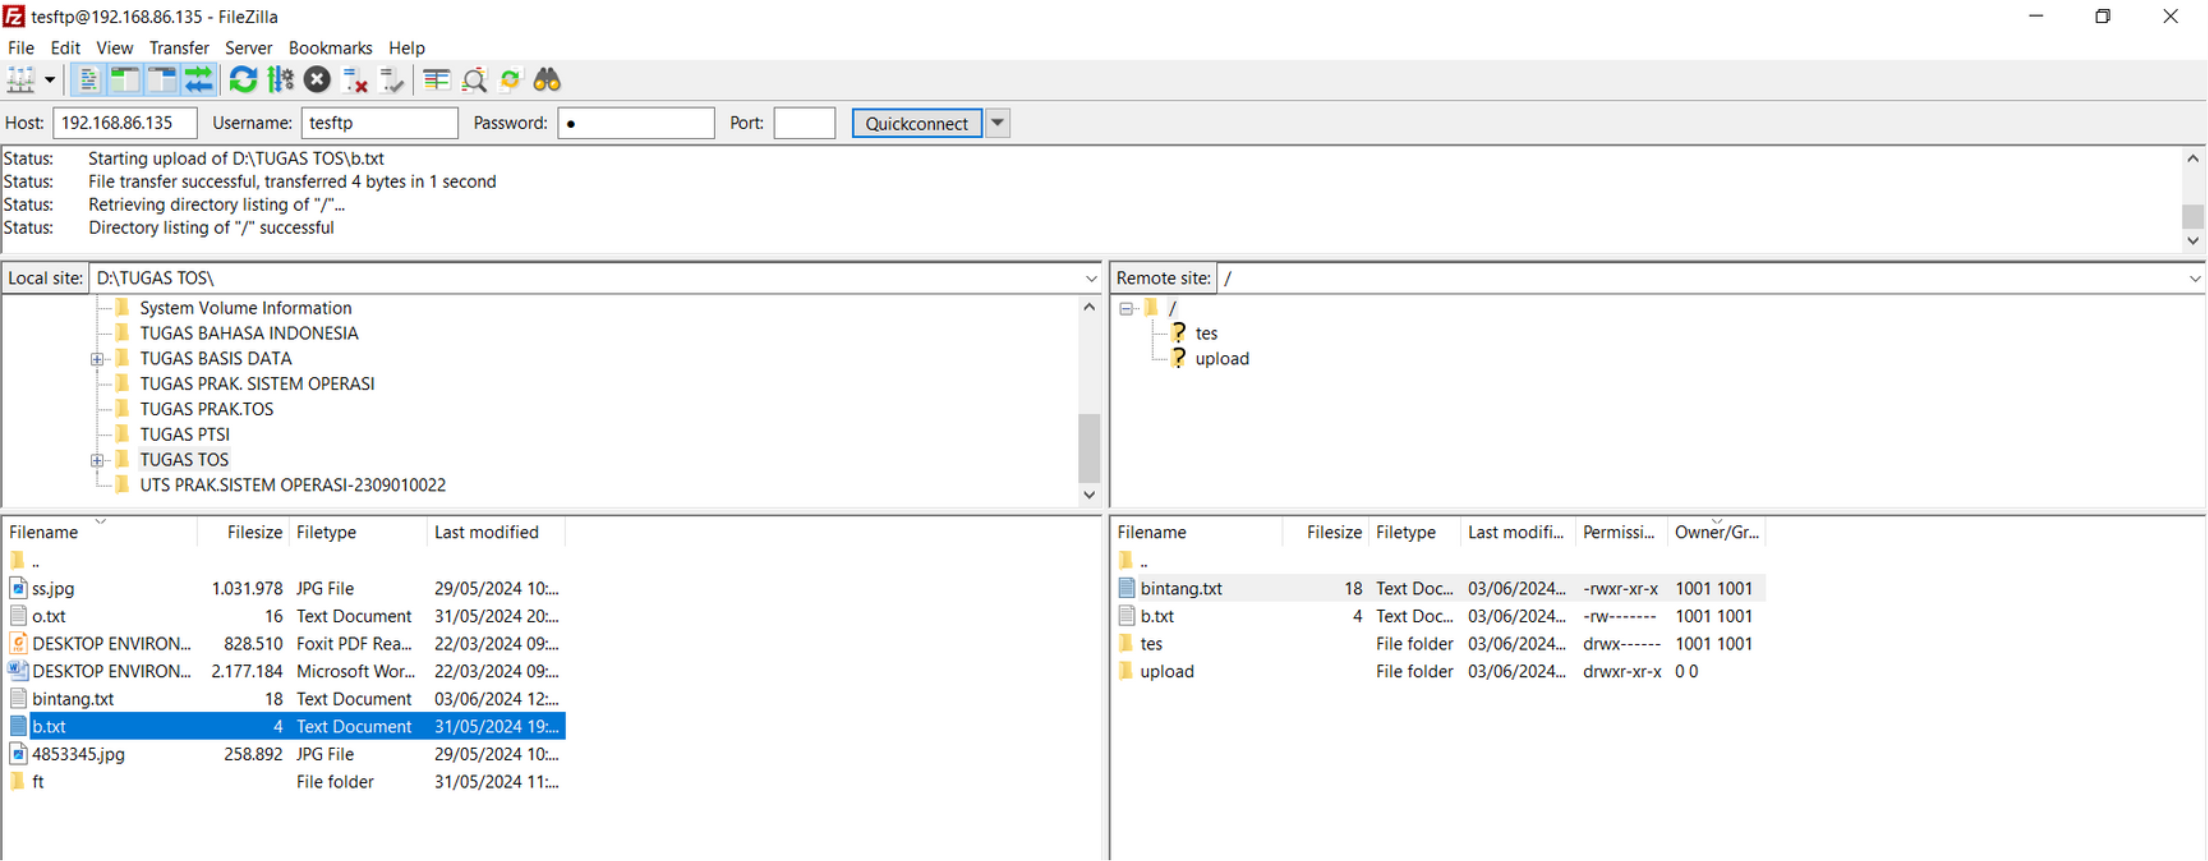 tesftp@192.168.86.135 - FileZilla
File Edit View Transfer Server Bookmarks Help
Host: 192.168.86.135 Username: tesftp Password: ● Port: Quickconnect
Status: Starting upload of D:\TUGAS TOS\b.txt
Status: File transfer successful, transferred 4 bytes in 1 second
Status: Retrieving directory listing of "/"...
Status: Directory listing of "/" successful
Local site: D:\TUGAS TOS\
System Volume Information
TUGAS BAHASA INDONESIA
TUGAS BASIS DATA
TUGAS PRAK. SISTEM OPERASI
TUGAS PRAK.TOS
TUGAS PTSI
TUGAS TOS
UTS PRAK.SISTEM OPERASI-2309010022
Remote site: /
/
? tes
? upload
Filename Filesize Filetype Last modified
..
ss.jpg 1.031.978 JPG File 29/05/2024 10:...
o.txt 16 Text Document 31/05/2024 20:...
DESKTOP ENVIRON... 828.510 Foxit PDF Rea... 22/03/2024 09:...
DESKTOP ENVIRON... 2.177.184 Microsoft Wor... 22/03/2024 09:...
bintang.txt 18 Text Document 03/06/2024 12:...
b.txt 4 Text Document 31/05/2024 19:...
4853345.jpg 258.892 JPG File 29/05/2024 10:...
ft File folder 31/05/2024 11:...
Filename Filesize Filetype Last modifi... Permissi... Owner/Gr...
..
bintang.txt 18 Text Doc... 03/06/2024... -rwxr-xr-x 1001 1001
b.txt 4 Text Doc... 03/06/2024... -rw------- 1001 1001
tes File folder 03/06/2024... drwx------ 1001 1001
upload File folder 03/06/2024... drwxr-xr-x 0 0